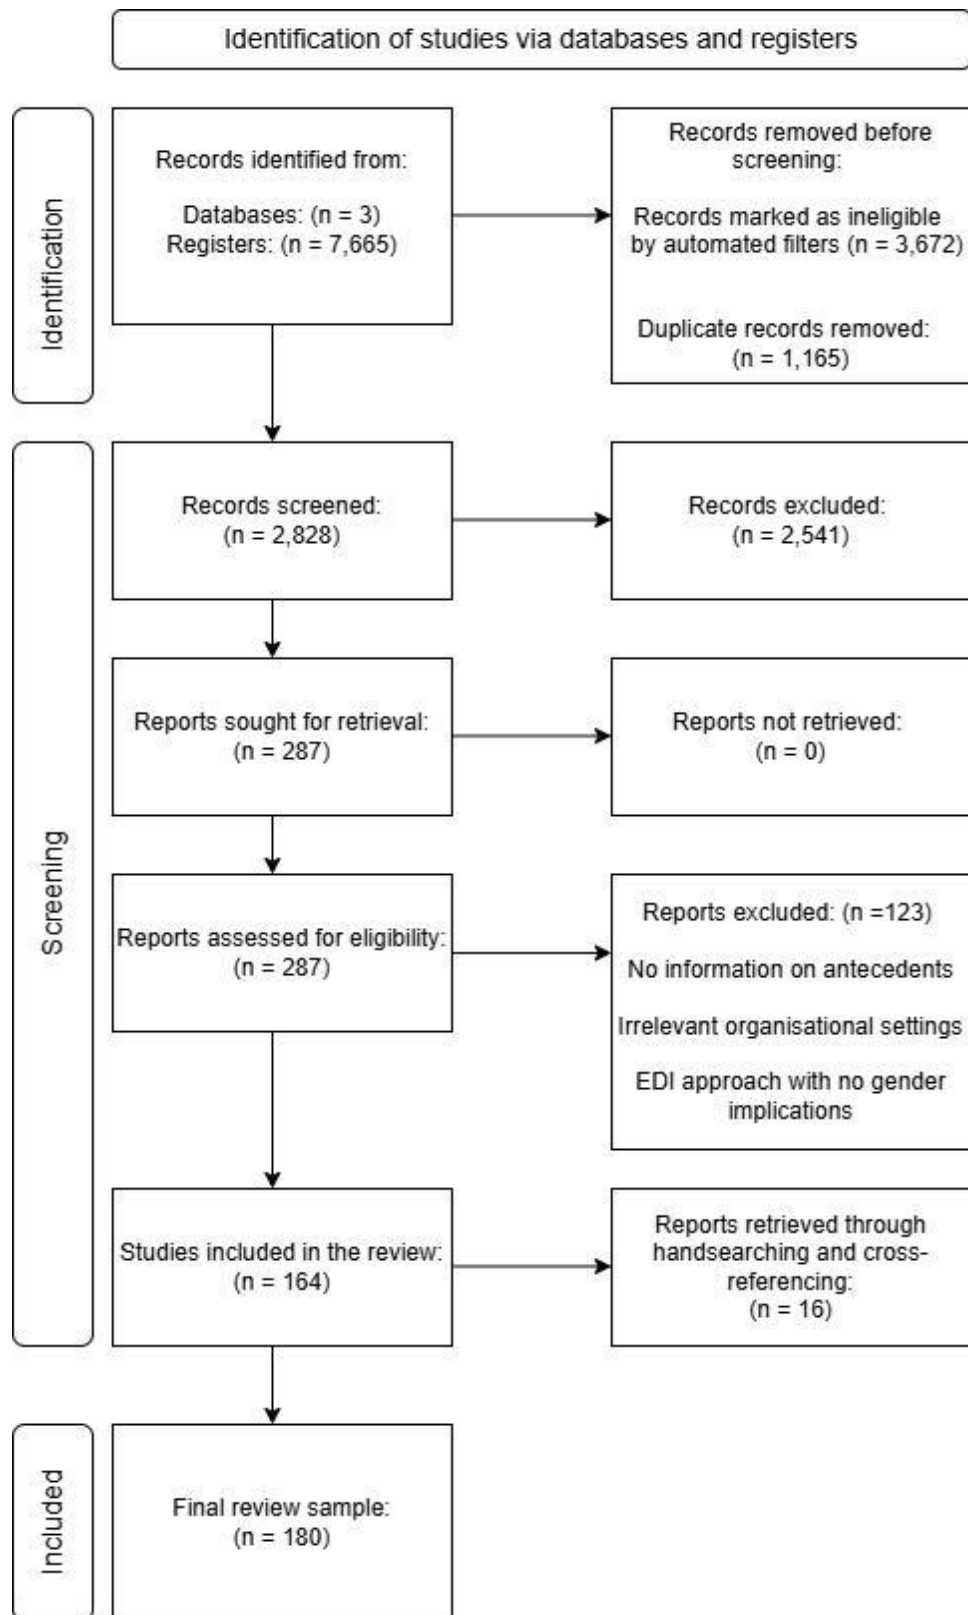 Identification of studies via databases and registers
Identification
Records identified from:
Databases: (n = 3)
Registers: (n = 7,665)
Records removed before
screening:
Records marked as ineligible
by automated filters (n = 3,672)
Duplicate records removed:
(n = 1,165)
Screening
Records screened:
(n = 2,828)
Records excluded:
(n = 2,541)
Reports sought for retrieval:
(n = 287)
Reports not retrieved:
(n = 0)
Reports assessed for eligibility:
(n = 287)
Reports excluded: (n =123)
No information on antecedents
Irrelevant organisational settings
EDI approach with no gender
implications
Studies included in the review:
(n = 164)
Reports retrieved through
handsearching and cross-
referencing:
(n = 16)
Included
Final review sample:
(n = 180)